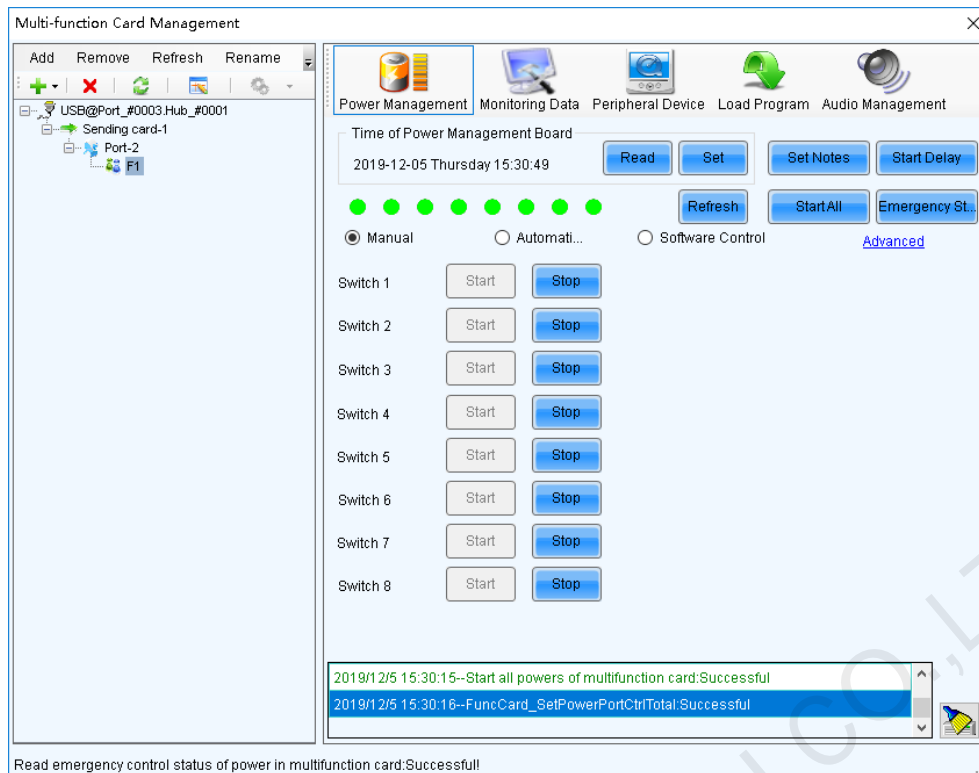 Multi-function Card Management
Add Remove Refresh Rename
USB@Port_#0003.Hub_#0001
Sending card-1
Port-2
F1
Power Management Monitoring Data Peripheral Device Load Program Audio Management
Time of Power Management Board
2019-12-05 Thursday 15:30:49 Read Set Set Notes Start Delay
Refresh Start All Emergency St...
Manual Automati... Software Control Advanced
Switch 1 Start Stop
Switch 2 Start Stop
Switch 3 Start Stop
Switch 4 Start Stop
Switch 5 Start Stop
Switch 6 Start Stop
Switch 7 Start Stop
Switch 8 Start Stop
2019/12/5 15:30:15--Start all powers of multifunction card:Successful
2019/12/5 15:30:16--FuncCard_SetPowerPortCtrlTotal:Successful
Read emergency control status of power in multifunction card:Successful!
CO.,L